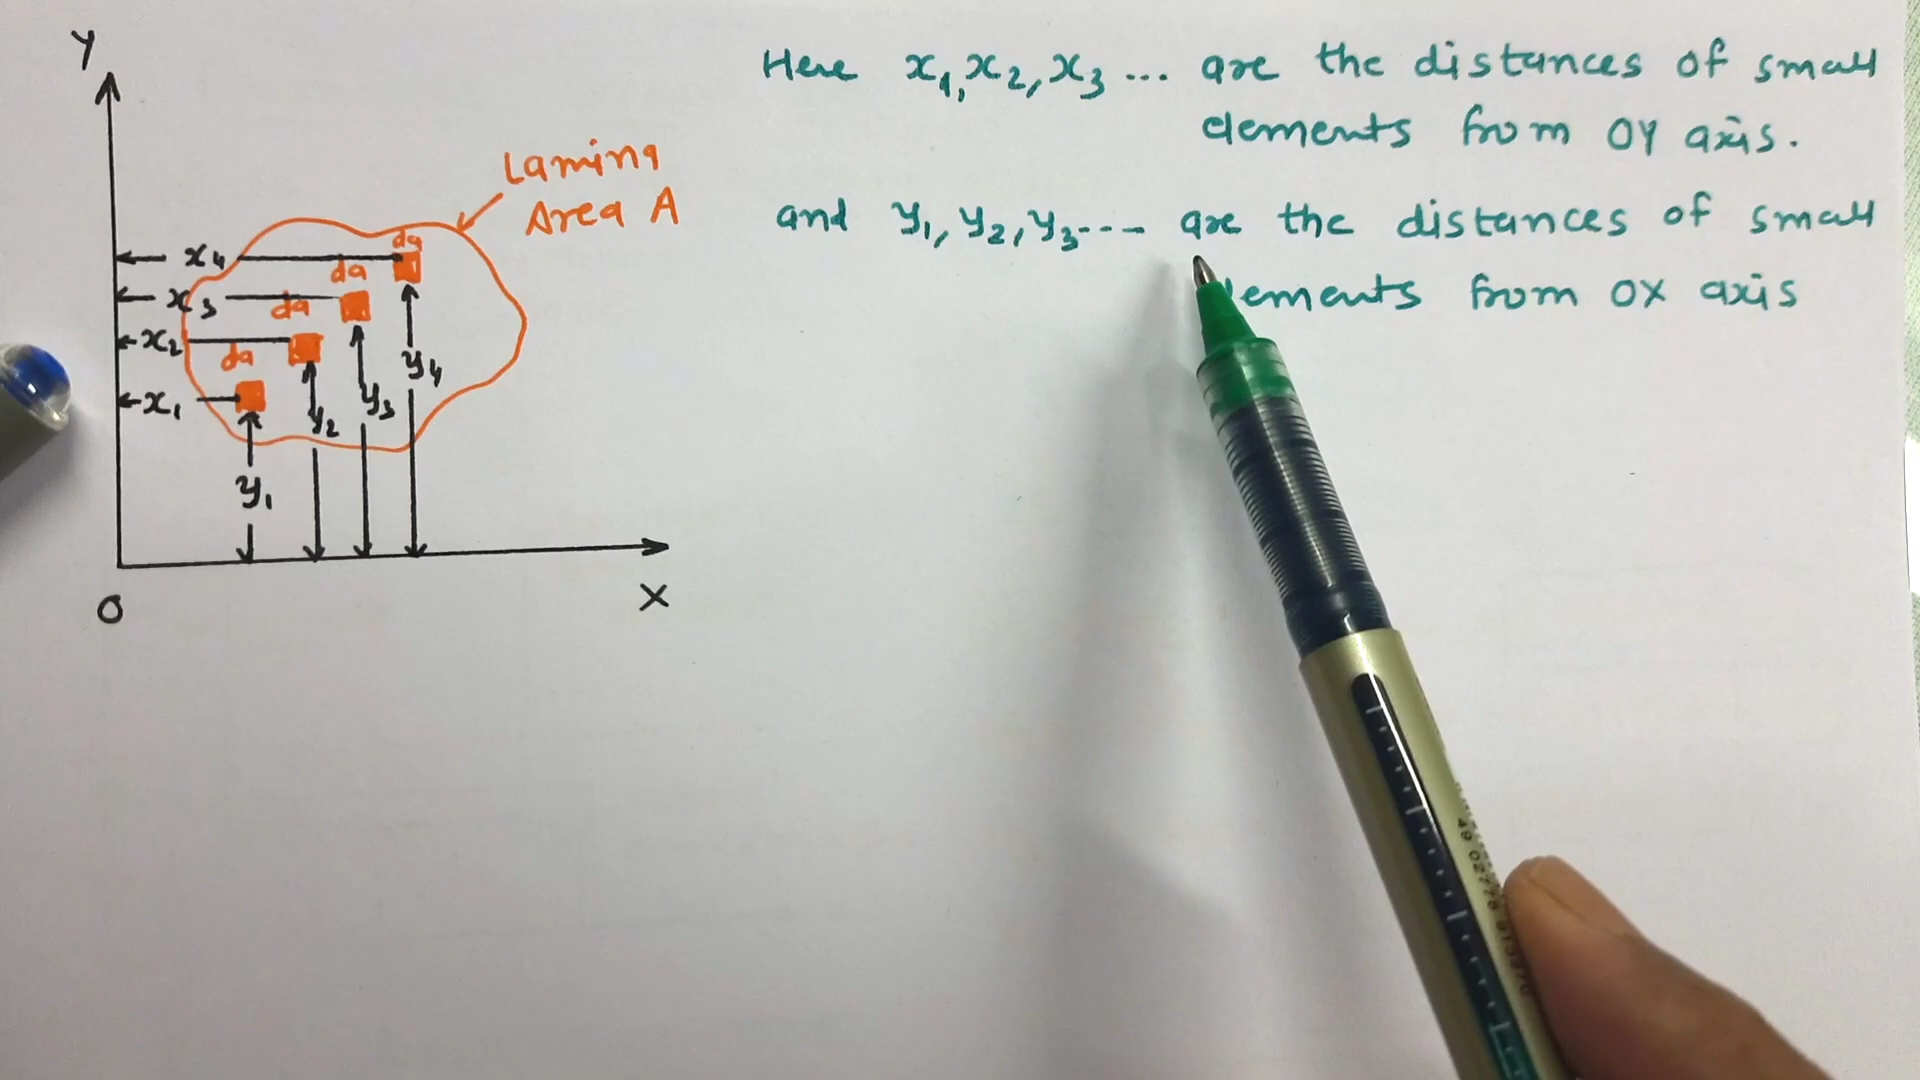 Y
Lamina
Area A
da
x4
da
x3
da
x2
da
x1
y4
y3
y2
y1
O
X
Here x1, x2, x3 ... are the distances of small
elements from OY axis.
and y1, y2, y3 .... are the distances of small
lements from OX axis